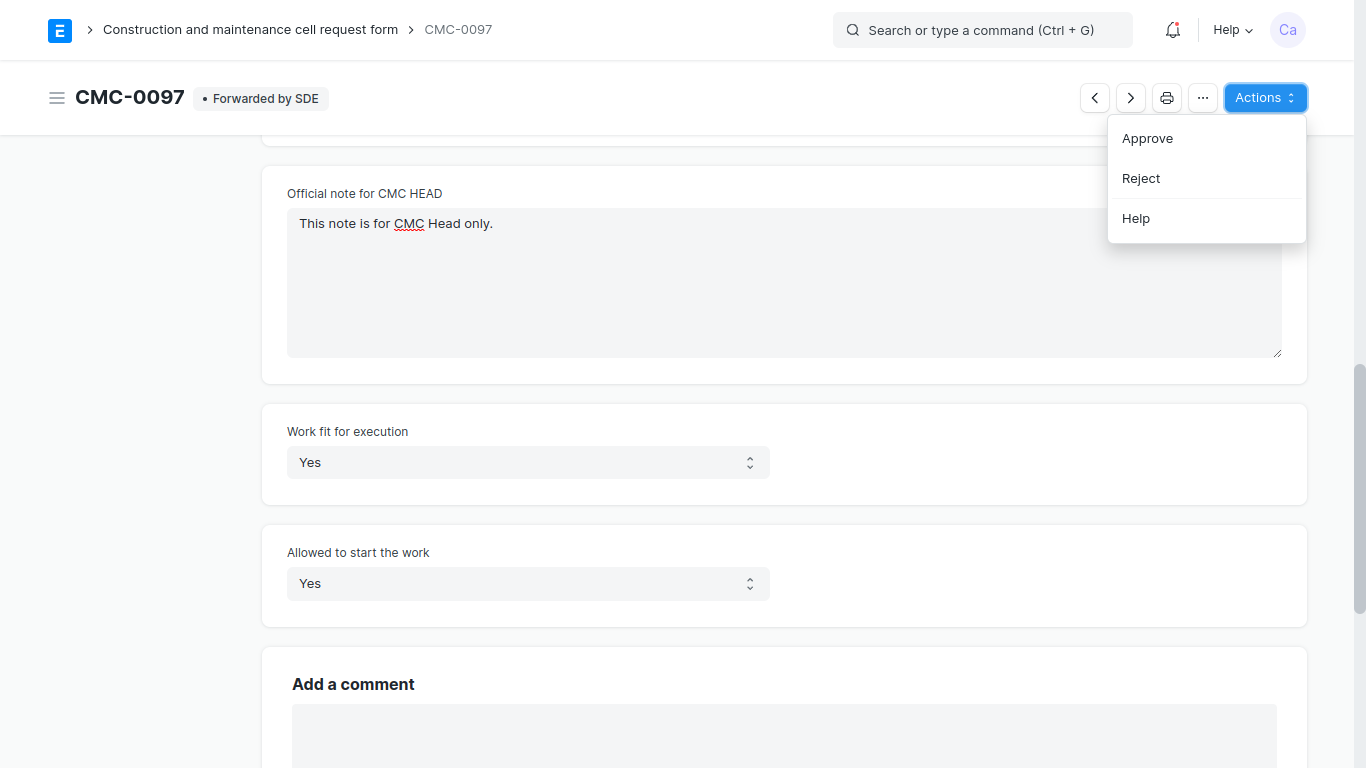 E
Construction and maintenance cell request form
CMC-0097
Search or type a command (Ctrl + G)
Help
Ca
CMC-0097
• Forwarded by SDE
Actions
Approve
Reject
Help
Official note for CMC HEAD
This note is for CMC Head only.
Work fit for execution
Yes
Allowed to start the work
Yes
Add a comment